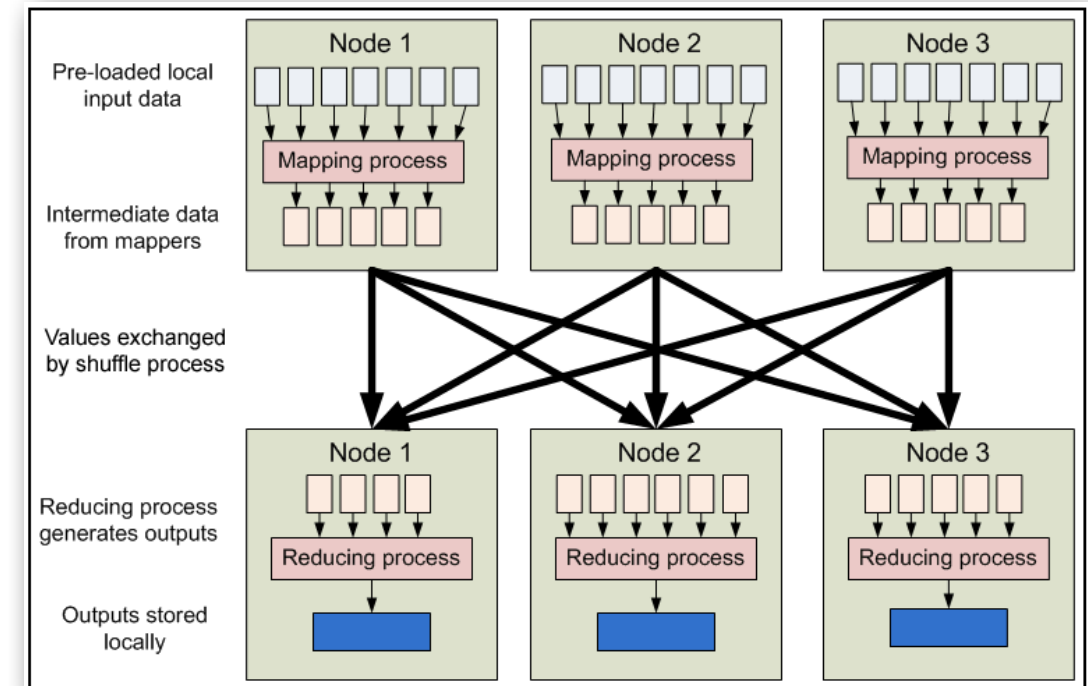 Node 1
Node 2
Node 3
Pre-loaded local
input data
Mapping process
Mapping process
Mapping process
Intermediate data
from mappers
Values exchanged
by shuffle process
Node 1
Node 2
Node 3
Reducing process
generates outputs
Reducing process
Reducing process
Reducing process
Outputs stored
locally